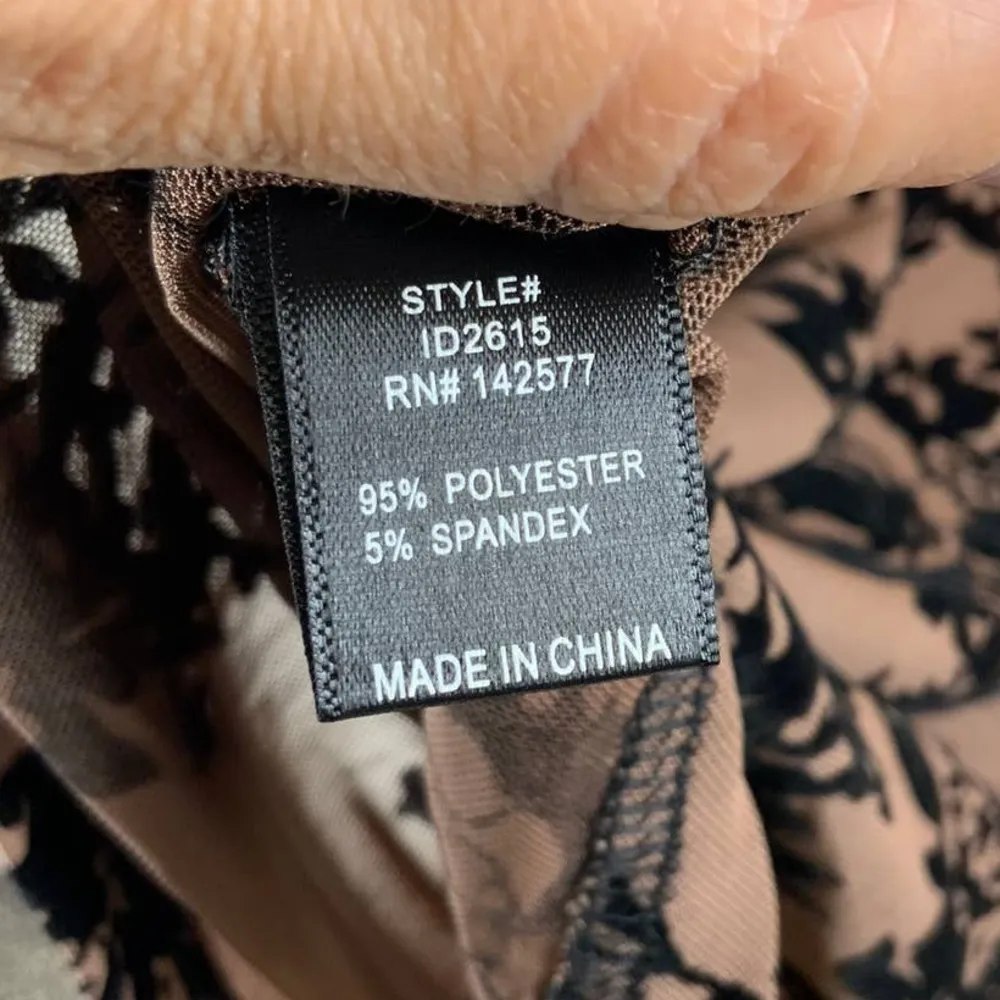 STYLE#
ID2615
RN# 142577
95% POLYESTER
5% SPANDEX
MADE IN CHINA